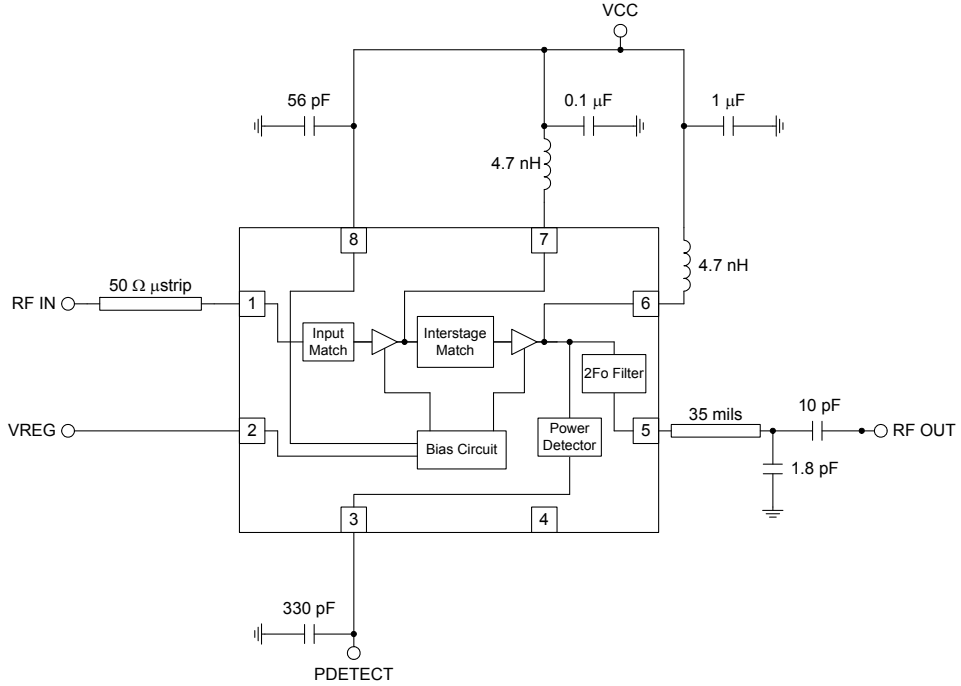 VCC
56 pF
0.1 μF
1 μF
4.7 nH
8
7
4.7 nH
50 Ω μstrip
RF IN
1
6
Input
Match
Interstage
Match
2Fo Filter
VREG
2
Bias Circuit
Power
Detector
5
35 mils
10 pF
RF OUT
1.8 pF
3
4
330 pF
PDETECT